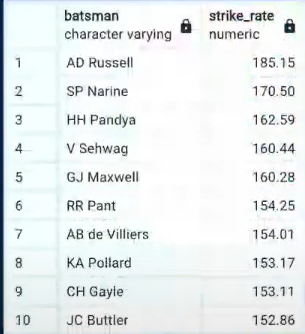 batsman strike_rate
character varying numeric
1 AD Russell 185.15
2 SP Narine 170.50
3 HH Pandya 162.59
4 V Sehwag 160.44
5 GJ Maxwell 160.28
6 RR Pant 154.25
7 AB de Villiers 154.01
8 KA Pollard 153.17
9 CH Gayle 153.11
10 JC Buttler 152.86